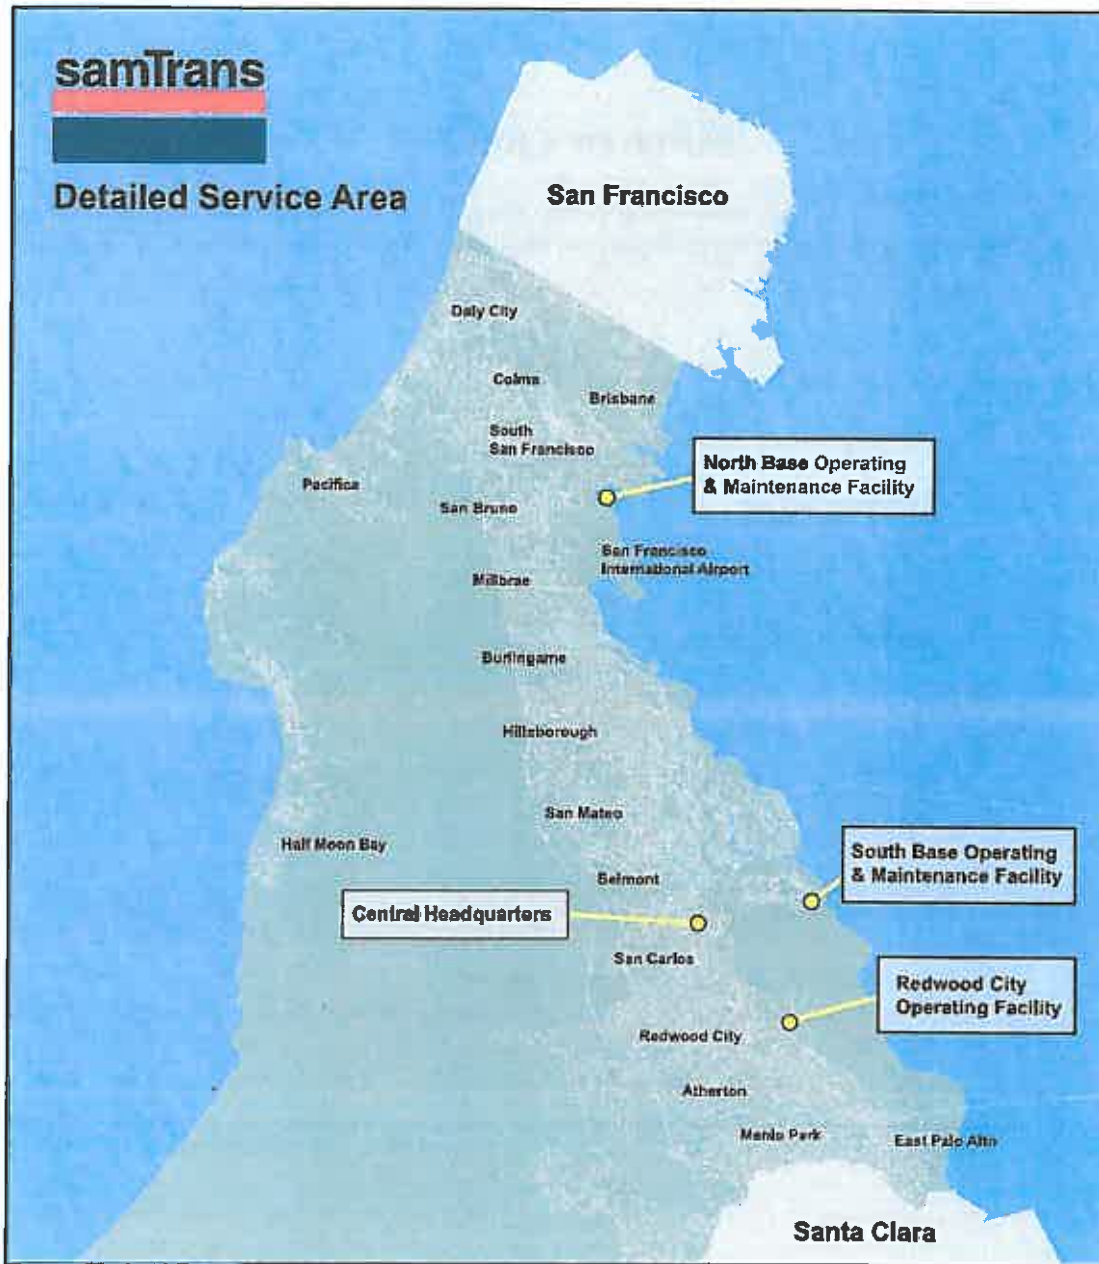 samTrans
Detailed Service Area
San Francisco
Daly City
Colma
Brisbane
South
San Francisco
North Base Operating
& Maintenance Facility
Pacifica
San Bruno
San Francisco
International Airport
Millbrae
Burlingame
Hillsborough
San Mateo
Half Moon Bay
South Base Operating
& Maintenance Facility
Belmont
Central Headquarters
San Carlos
Redwood City
Operating Facility
Redwood City
Atherton
Menlo Park
East Palo Alto
Santa Clara